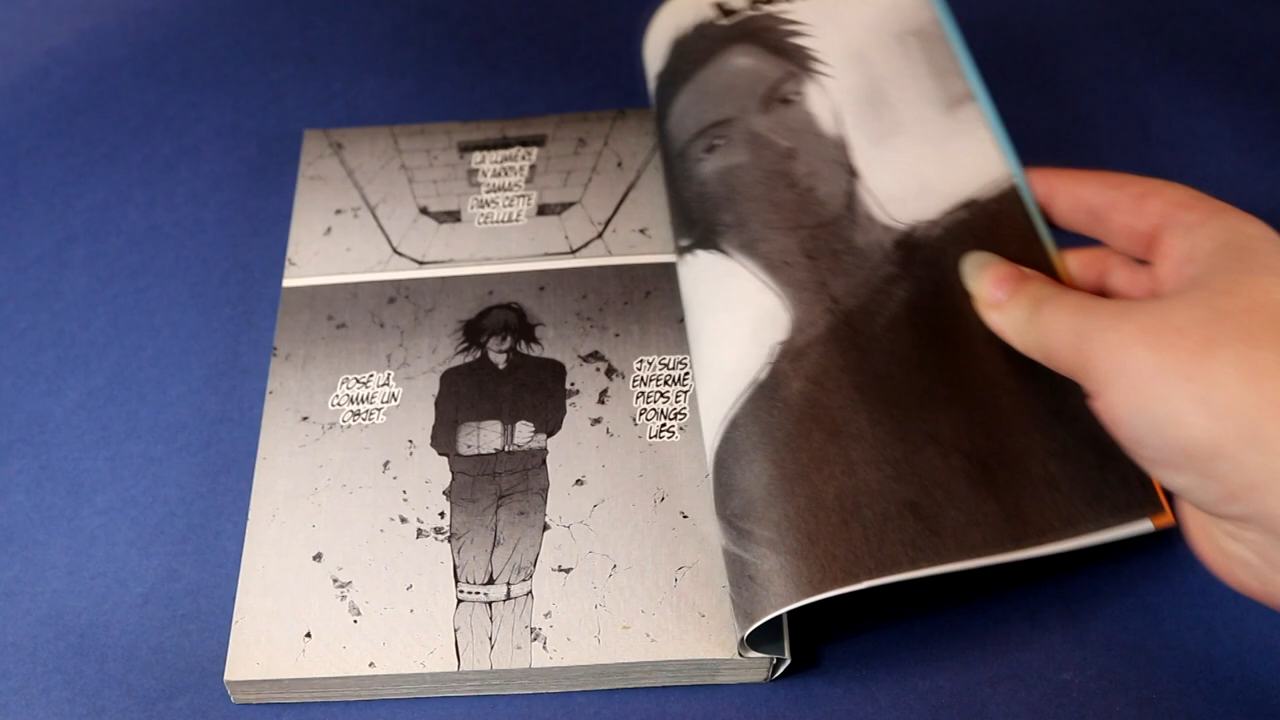 LA LUMIÈRE
N'ARRIVE
JAMAIS
DANS CETTE
CELLULE.
J'Y SUIS
ENFERMÉ,
PIEDS ET
POINGS
LIÉS.
POSÉ LÀ,
COMME UN
OBJET.